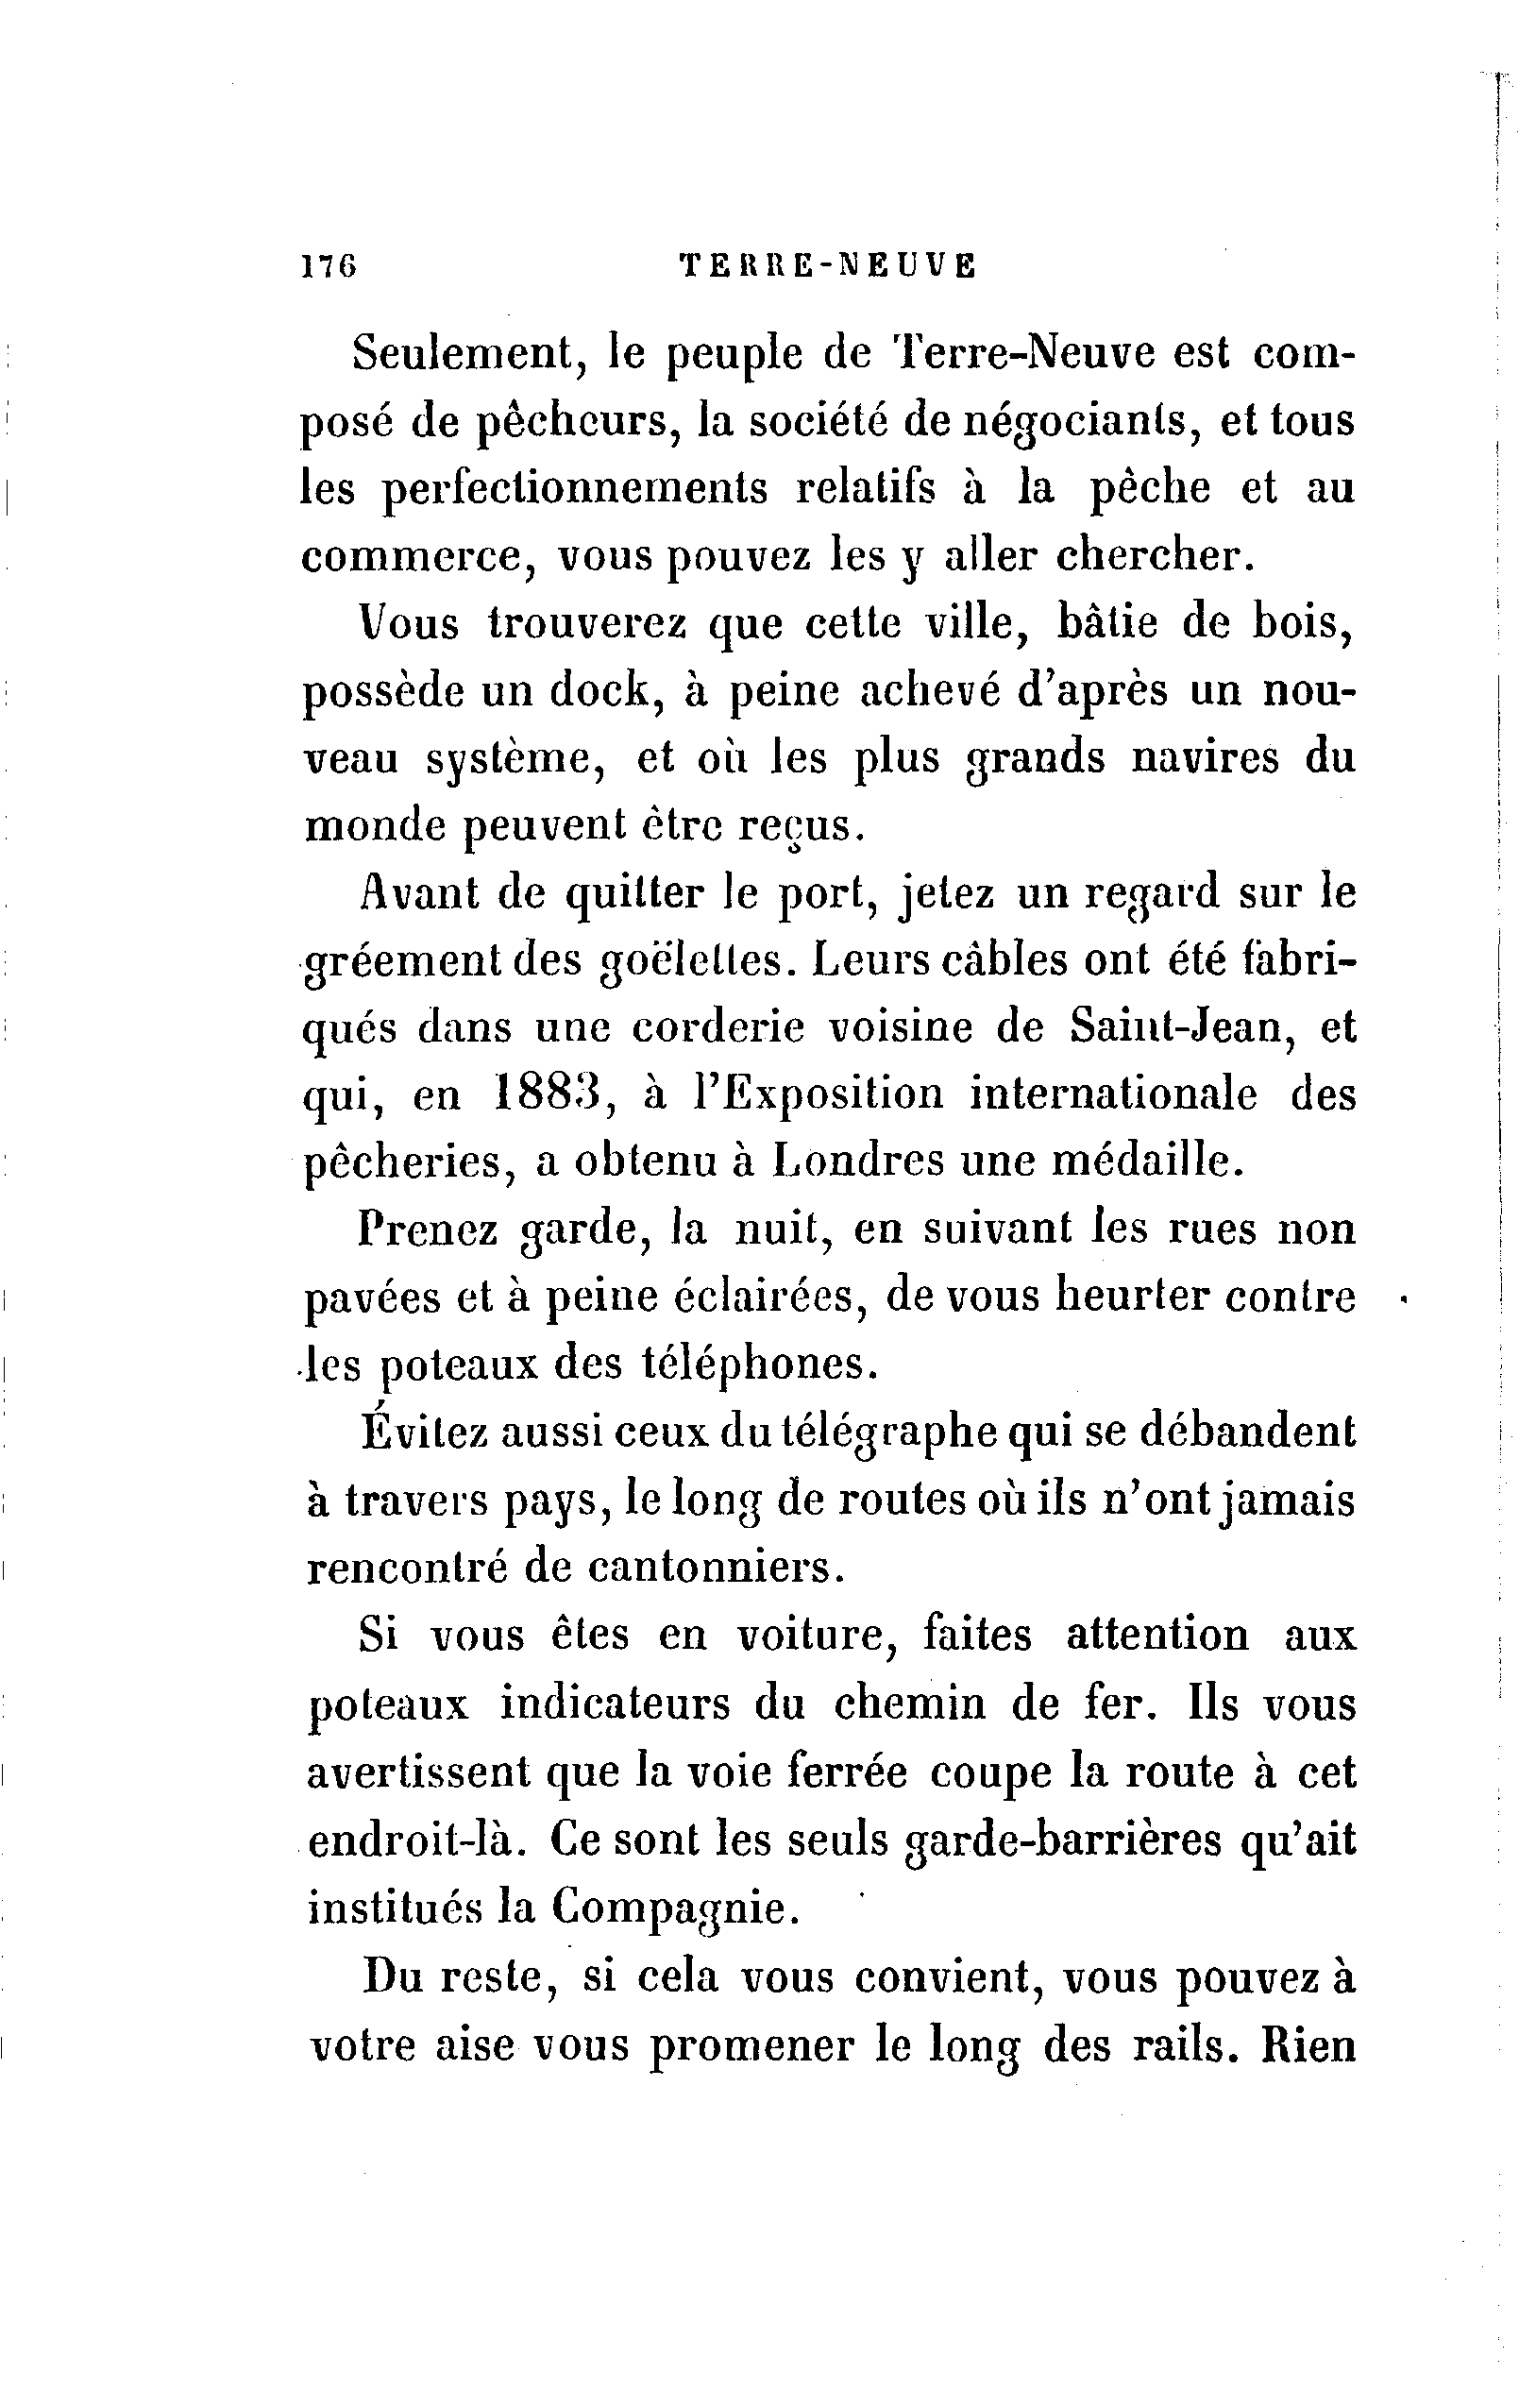 176 TERRE-NEUVE
Seulement, le peuple de Terre-Neuve est com-
posé de pêcheurs, la société de négociants, et tous
les perfectionnements relatifs à la pêche et au
commerce, vous pouvez les y aller chercher.
Vous trouverez que cette ville, bâtie de bois,
possède un dock, à peine achevé d'après un nou-
veau système, et où les plus grands navires du
monde peuvent être reçus.
Avant de quitter le port, jetez un regard sur le
gréement des goëlettes. Leurs câbles ont été fabri-
qués dans une corderie voisine de Saint-Jean, et
qui, en 1883, à l'Exposition internationale des
pêcheries, a obtenu à Londres une médaille.
Prenez garde, la nuit, en suivant les rues non
pavées et à peine éclairées, de vous heurter contre
les poteaux des téléphones.
Évitez aussi ceux du télégraphe qui se débandent
à travers pays, le long de routes où ils n'ont jamais
rencontré de cantonniers.
Si vous êtes en voiture, faites attention aux
poteaux indicateurs du chemin de fer. Ils vous
avertissent que la voie ferrée coupe la route à cet
endroit-là. Ce sont les seuls garde-barrières qu'ait
institués la Compagnie.
Du reste, si cela vous convient, vous pouvez à
votre aise vous promener le long des rails. Rien